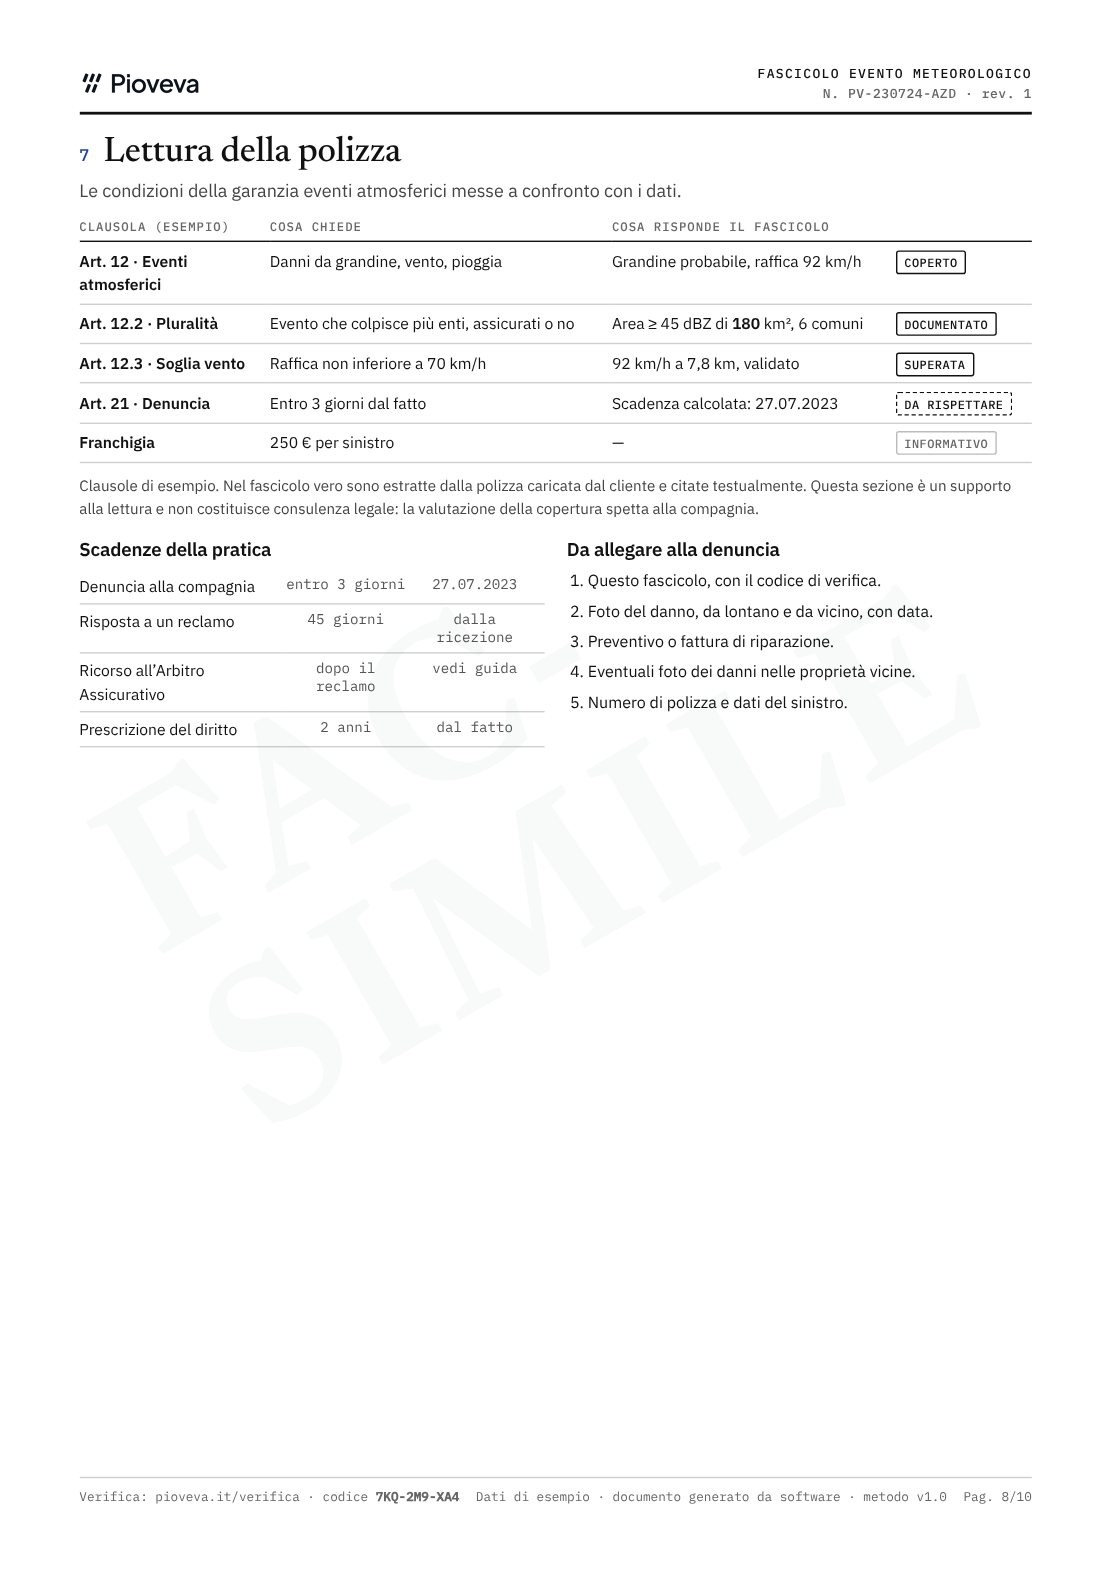 Pioveva
FASCICOLO EVENTO METEOROLOGICO
N. PV-230724-AZD · rev. 1
7 Lettura della polizza
Le condizioni della garanzia eventi atmosferici messe a confronto con i dati.
CLAUSOLA (ESEMPIO) COSA CHIEDE COSA RISPONDE IL FASCICOLO
Art. 12 · Eventi atmosferici Danni da grandine, vento, pioggia Grandine probabile, raffica 92 km/h COPERTO
Art. 12.2 · Pluralità Evento che colpisce più enti, assicurati o no Area ≥ 45 dBZ di 180 km², 6 comuni DOCUMENTATO
Art. 12.3 · Soglia vento Raffica non inferiore a 70 km/h 92 km/h a 7,8 km, validato SUPERATA
Art. 21 · Denuncia Entro 3 giorni dal fatto Scadenza calcolata: 27.07.2023 DA RISPETTARE
Franchigia 250 € per sinistro — INFORMATIVO
Clausole di esempio. Nel fascicolo vero sono estratte dalla polizza caricata dal cliente e citate testualmente. Questa sezione è un supporto
alla lettura e non costituisce consulenza legale: la valutazione della copertura spetta alla compagnia.
Scadenze della pratica
Denuncia alla compagnia entro 3 giorni 27.07.2023
Risposta a un reclamo 45 giorni dalla ricezione
Ricorso all’Arbitro Assicurativo dopo il reclamo vedi guida
Prescrizione del diritto 2 anni dal fatto
Da allegare alla denuncia
1. Questo fascicolo, con il codice di verifica.
2. Foto del danno, da lontano e da vicino, con data.
3. Preventivo o fattura di riparazione.
4. Eventuali foto dei danni nelle proprietà vicine.
5. Numero di polizza e dati del sinistro.
FAC-
SIMILE
Verifica: pioveva.it/verifica · codice 7KQ-2M9-XA4 Dati di esempio · documento generato da software · metodo v1.0 Pag. 8/10